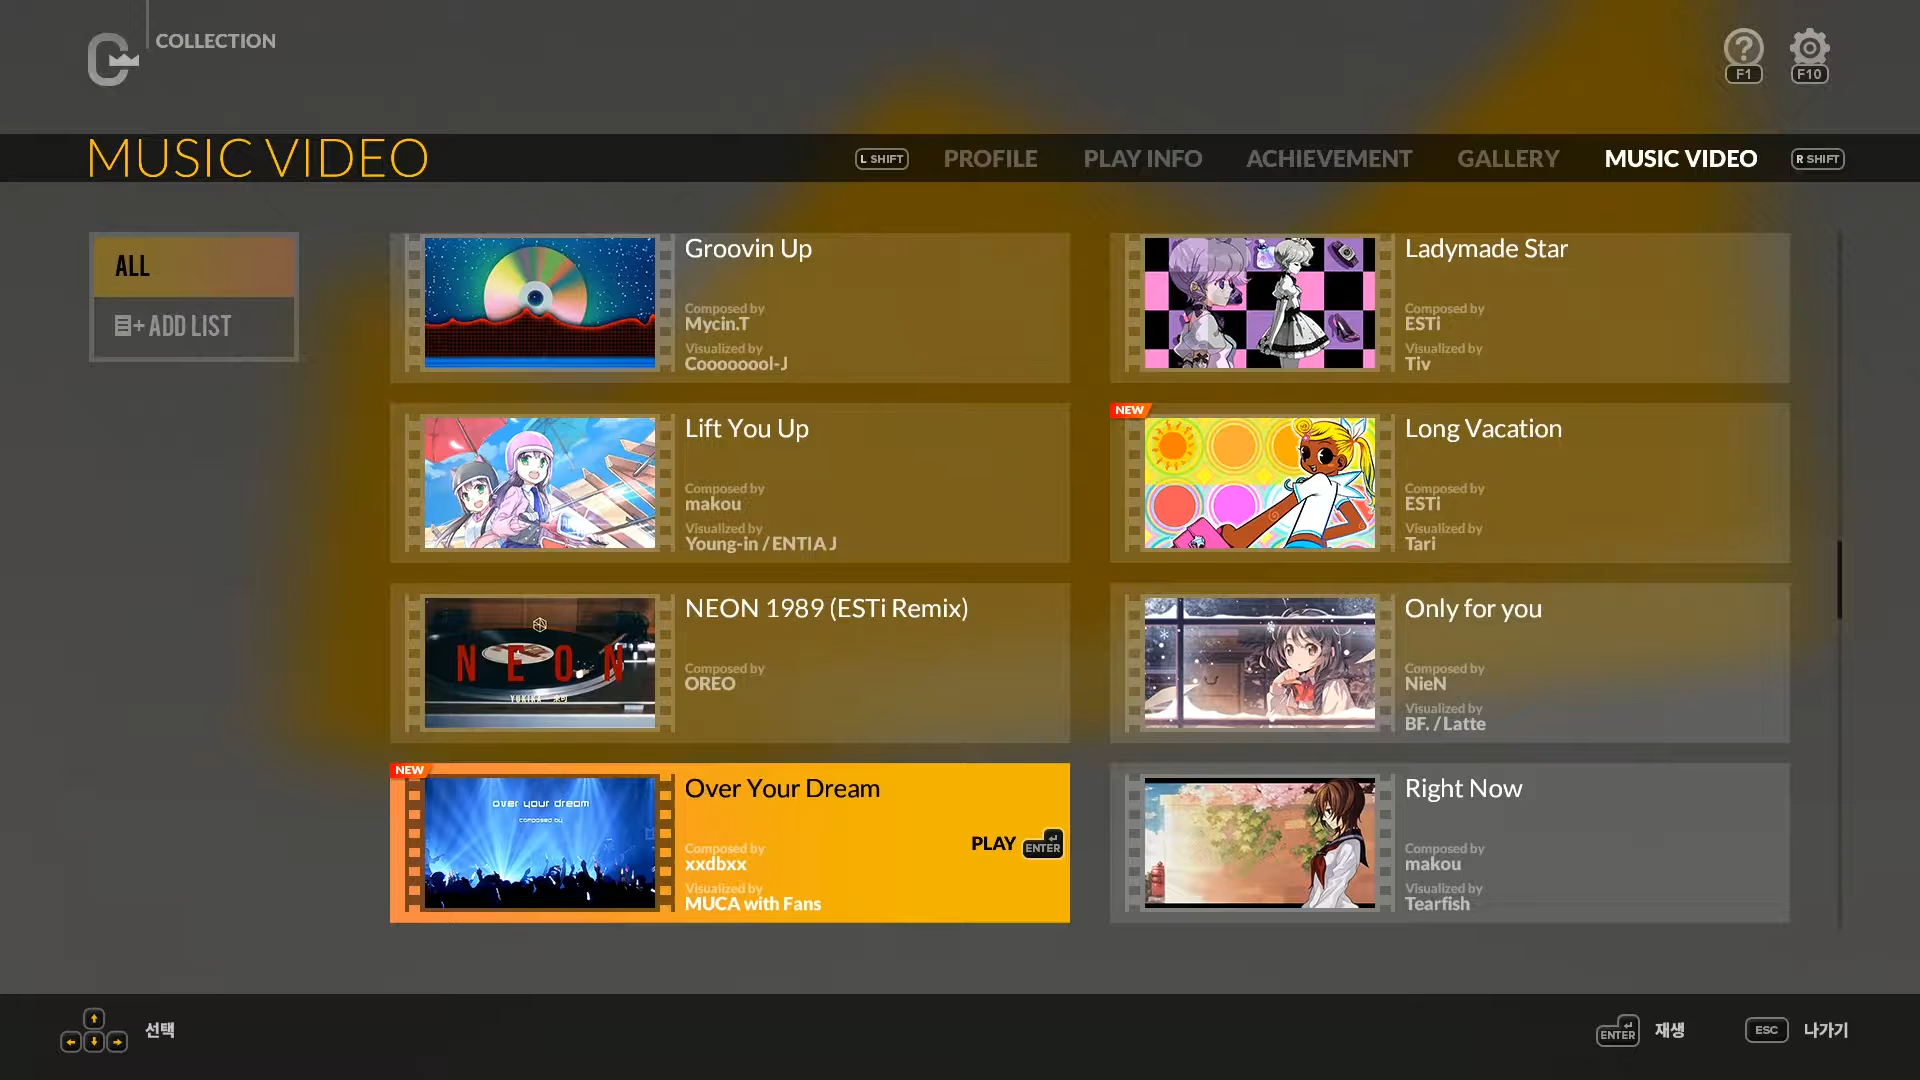 COLLECTION
F1
F10
MUSIC VIDEO
L SHIFT
PROFILE
PLAY INFO
ACHIEVEMENT
GALLERY
MUSIC VIDEO
R SHIFT
ALL
+ ADD LIST
Groovin Up
Composed by
Mycin.T
Visualized by
Coooooool-J
Ladymade Star
Composed by
ESTi
Visualized by
Tiv
Lift You Up
Composed by
makou
Visualized by
Young-in / ENTIA J
NEW
Long Vacation
Composed by
ESTi
Visualized by
Tari
NEON
YUKIKA
NEON 1989 (ESTi Remix)
Composed by
OREO
Only for you
Composed by
NieN
Visualized by
BF. / Latte
NEW
over your dream
composed by
Over Your Dream
Composed by
xxdbxx
Visualized by
MUCA with Fans
PLAY ENTER
Right Now
Composed by
makou
Visualized by
Tearfish
선택
ENTER 재생
ESC 나가기